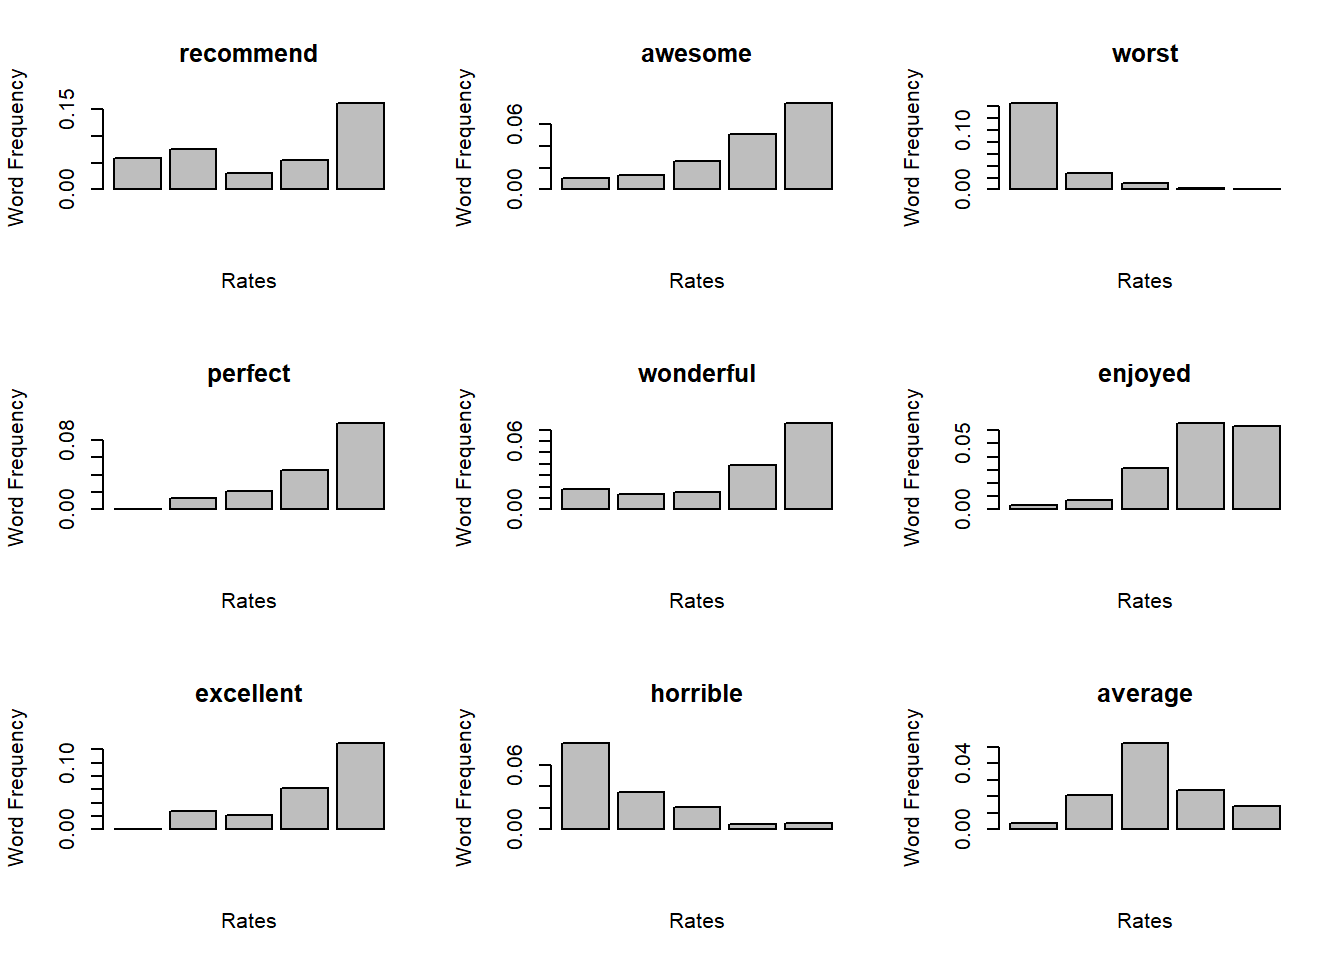 recommend
Word Frequency
0.15
0.00
Rates
awesome
Word Frequency
0.06
0.00
Rates
worst
Word Frequency
0.10
0.00
Rates
perfect
Word Frequency
0.08
0.00
Rates
wonderful
Word Frequency
0.06
0.00
Rates
enjoyed
Word Frequency
0.05
0.00
Rates
excellent
Word Frequency
0.10
0.00
Rates
horrible
Word Frequency
0.06
0.00
Rates
average
Word Frequency
0.04
0.00
Rates